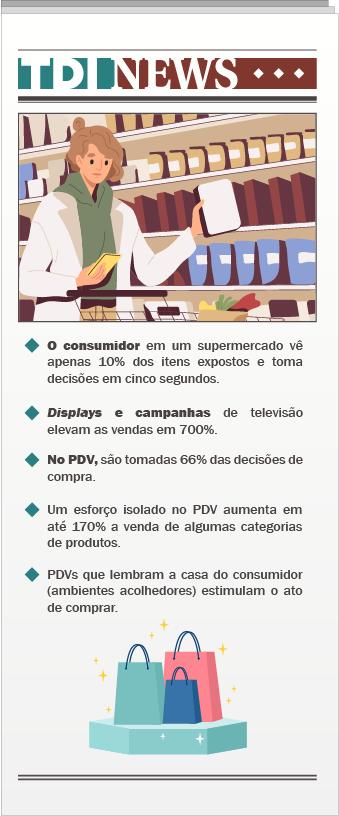 TDI NEWS
O consumidor em um supermercado vê
apenas 10% dos itens expostos e toma
decisões em cinco segundos.
Displays e campanhas de televisão
elevam as vendas em 700%.
No PDV, são tomadas 66% das decisões de
compra.
Um esforço isolado no PDV aumenta em
até 170% a venda de algumas categorias
de produtos.
PDVs que lembram a casa do consumidor
(ambientes acolhedores) estimulam o ato
de comprar.